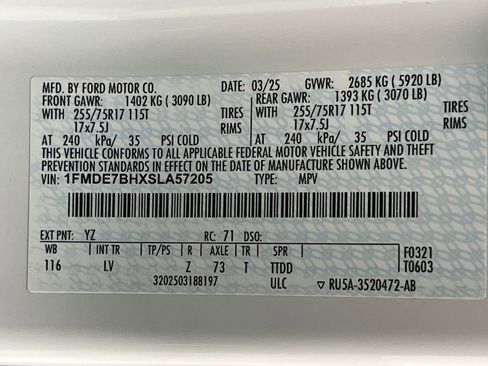 MFD. BY FORD MOTOR CO. DATE: 03/25 GVWR: 2685 KG ( 5920 LB)
FRONT GAWR: 1402 KG ( 3090 LB) REAR GAWR: 1393 KG ( 3070 LB)
WITH 255/75R17 115T TIRES WITH 255/75R17 115T TIRES
17x7.5J RIMS 17x7.5J RIMS
AT 240 kPa/ 35 PSI COLD AT 240 kPa/ 35 PSI COLD
THIS VEHICLE CONFORMS TO ALL APPLICABLE FEDERAL MOTOR VEHICLE SAFETY AND THEFT
PREVENTION STANDARDS IN EFFECT ON THE DATE OF MANUFACTURE SHOWN ABOVE.
VIN: 1FMDE7BHXSLA57205 TYPE: MPV
EXT PNT: YZ RC: 71 DSO:
WB INT TR TP/PS R AXLE TR SPR F0321
116 LV Z 73 T TTDD T0603
3202503188197 ULC ▽ RU5A-3520472-AB